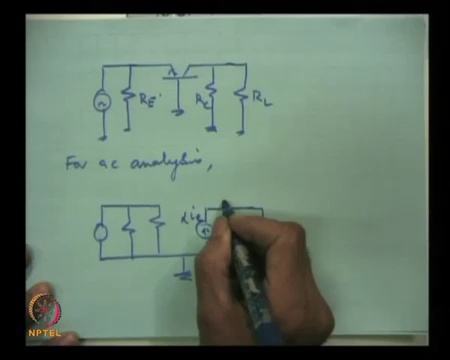 RE' RC RL
For ac analysis,
αie
NPTEL